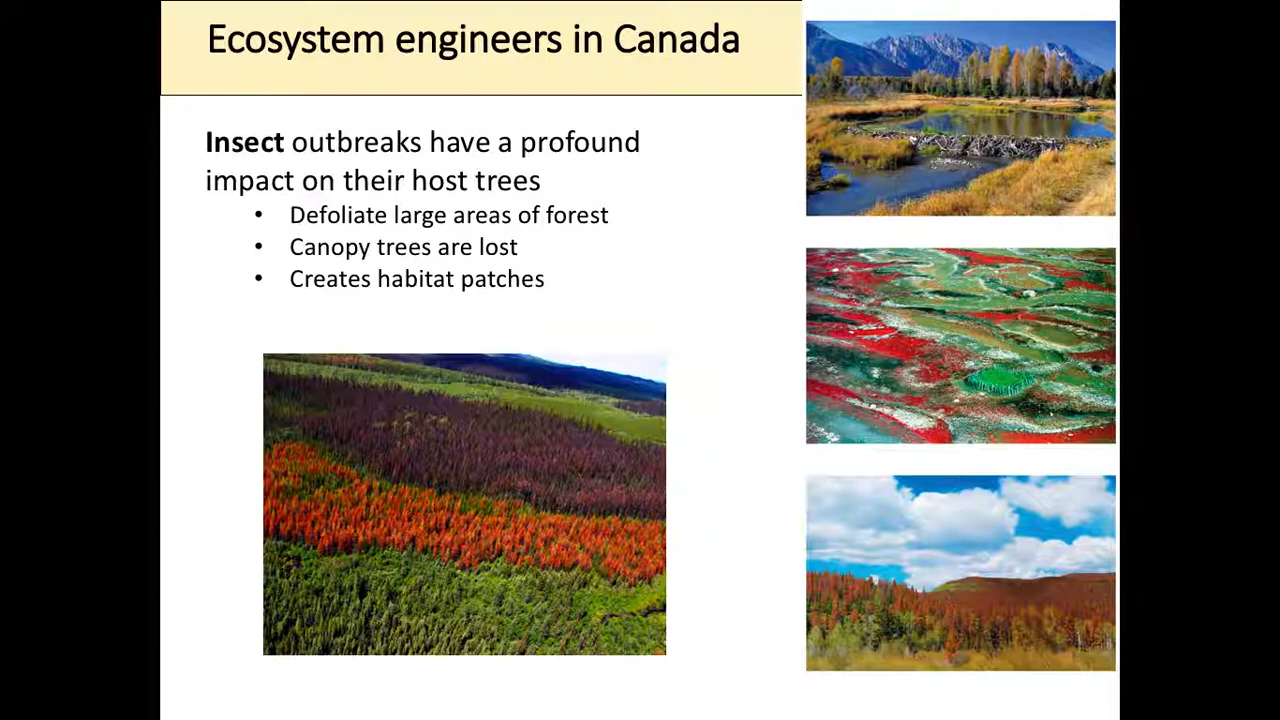 Ecosystem engineers in Canada
Insect outbreaks have a profound
impact on their host trees
• Defoliate large areas of forest
• Canopy trees are lost
• Creates habitat patches